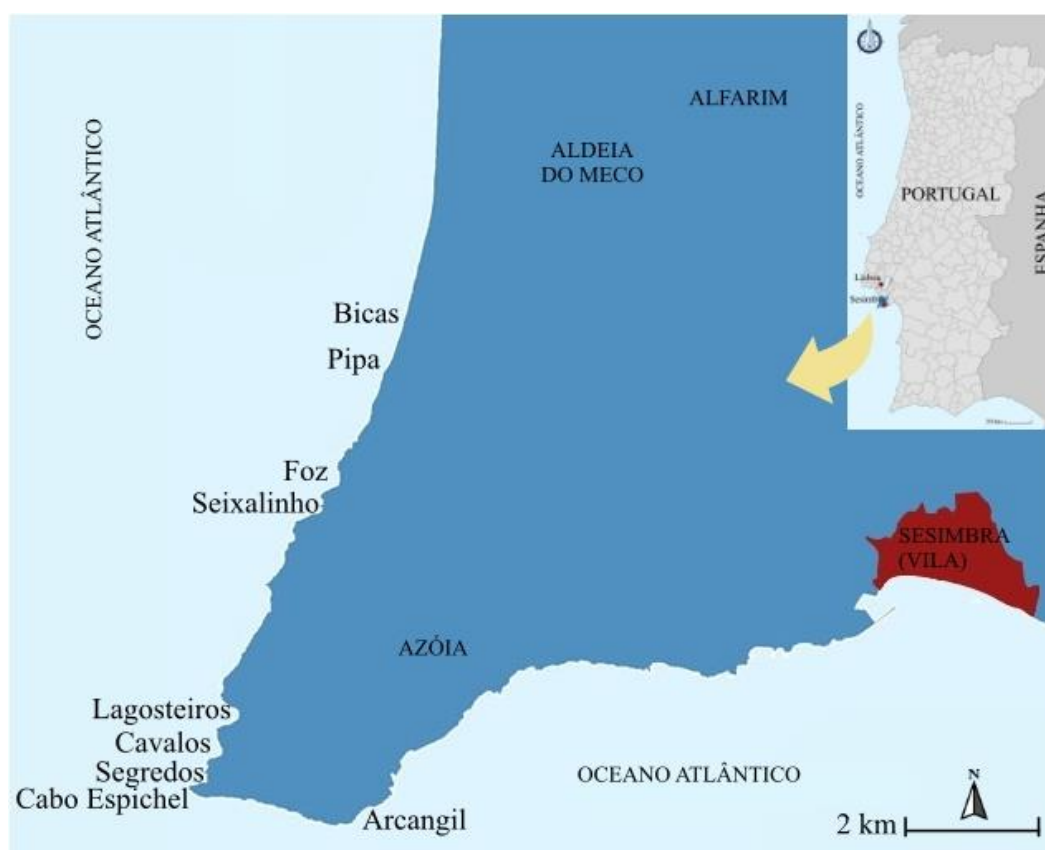 ALFARIM
ALDEIA
DO MECO
OCEANO ATLÂNTICO
Bicas
Pipa
Foz
Seixalinho
SESIMBRA
(VILA)
AZÓIA
Lagosteiros
Cavalos
Segredos
Cabo Espichel
Arcangil
OCEANO ATLÂNTICO
N
2 km
OCEANO ATLÂNTICO
PORTUGAL
ESPANHA
Lisboa